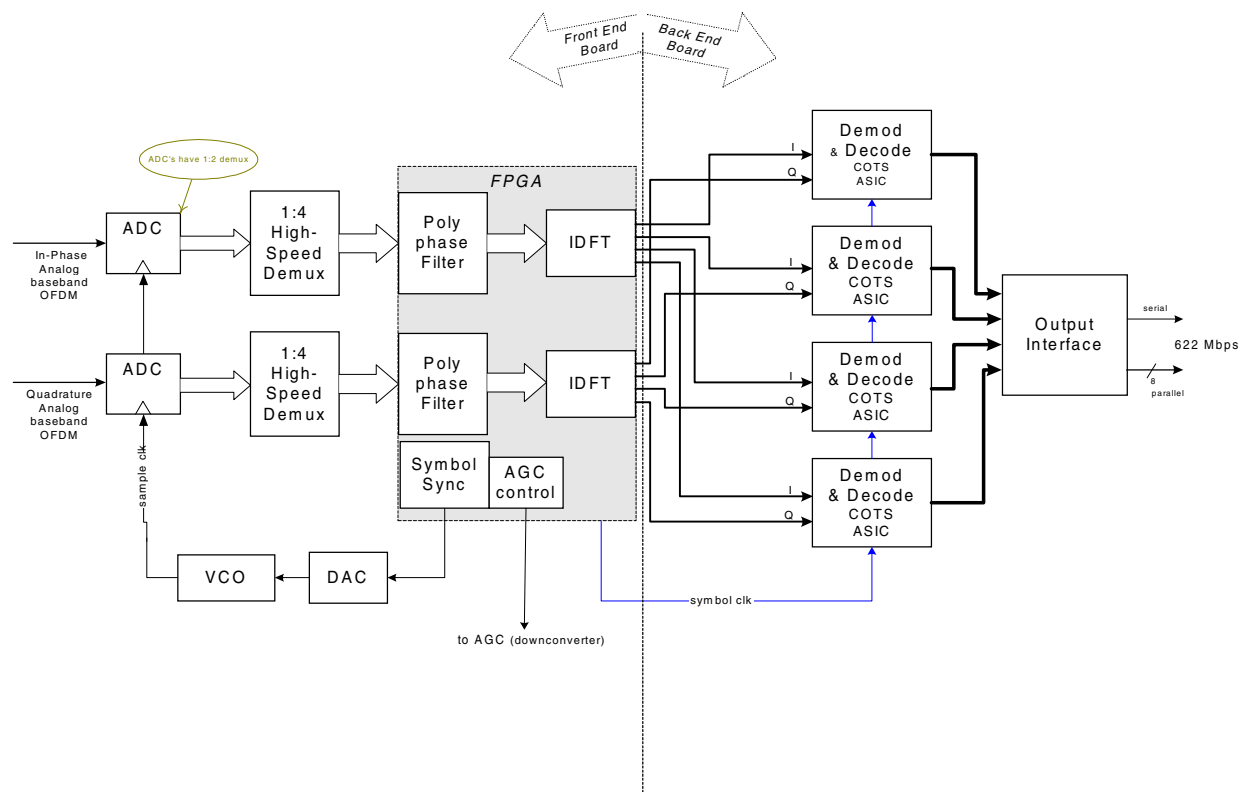 Front End
Board
Back End
Board
ADC's have 1:2 demux
FPGA
ADC
1:4
High-
Speed
Demux
Poly
phase
Filter
IDFT
In-Phase
Analog
baseband
OFDM
ADC
1:4
High-
Speed
Demux
Poly
phase
Filter
IDFT
Quadrature
Analog
baseband
OFDM
sample clk
Symbol
Sync
AGC
control
VCO
DAC
to AGC (downconverter)
symbol clk
I
Q
Demod
& Decode
COTS
ASIC
I
Q
Demod
& Decode
COTS
ASIC
I
Q
Demod
& Decode
COTS
ASIC
I
Q
Demod
& Decode
COTS
ASIC
Output
Interface
serial
622 Mbps
8
parallel